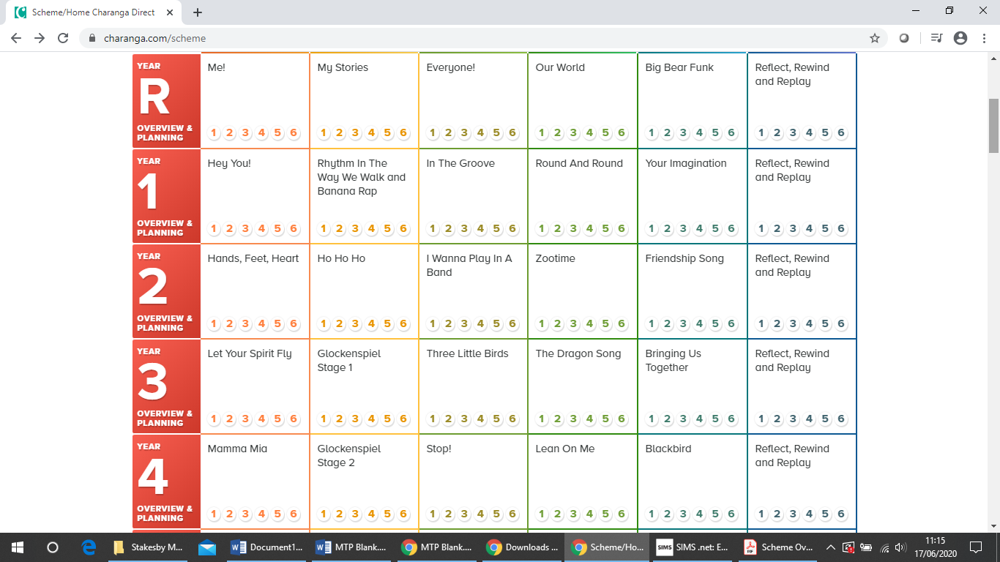 Scheme/Home Charanga Direct
charanga.com/scheme
YEAR
R
OVERVIEW &
PLANNING
Me!
1 2 3 4 5 6
My Stories
1 2 3 4 5 6
Everyone!
1 2 3 4 5 6
Our World
1 2 3 4 5 6
Big Bear Funk
1 2 3 4 5 6
Reflect, Rewind
and Replay
1 2 3 4 5 6
YEAR
1
OVERVIEW &
PLANNING
Hey You!
1 2 3 4 5 6
Rhythm In The
Way We Walk and
Banana Rap
1 2 3 4 5 6
In The Groove
1 2 3 4 5 6
Round And Round
1 2 3 4 5 6
Your Imagination
1 2 3 4 5 6
Reflect, Rewind
and Replay
1 2 3 4 5 6
YEAR
2
OVERVIEW &
PLANNING
Hands, Feet, Heart
1 2 3 4 5 6
Ho Ho Ho
1 2 3 4 5 6
I Wanna Play In A
Band
1 2 3 4 5 6
Zootime
1 2 3 4 5 6
Friendship Song
1 2 3 4 5 6
Reflect, Rewind
and Replay
1 2 3 4 5 6
YEAR
3
OVERVIEW &
PLANNING
Let Your Spirit Fly
1 2 3 4 5 6
Glockenspiel
Stage 1
1 2 3 4 5 6
Three Little Birds
1 2 3 4 5 6
The Dragon Song
1 2 3 4 5 6
Bringing Us
Together
1 2 3 4 5 6
Reflect, Rewind
and Replay
1 2 3 4 5 6
YEAR
4
OVERVIEW &
PLANNING
Mamma Mia
1 2 3 4 5 6
Glockenspiel
Stage 2
1 2 3 4 5 6
Stop!
1 2 3 4 5 6
Lean On Me
1 2 3 4 5 6
Blackbird
1 2 3 4 5 6
Reflect, Rewind
and Replay
1 2 3 4 5 6
Stakesby M...
Document1...
MTP Blank....
MTP Blank....
Downloads ...
Scheme/Ho...
SIMS
SIMS .net: E...
Scheme Ov...
11:15
17/06/2020